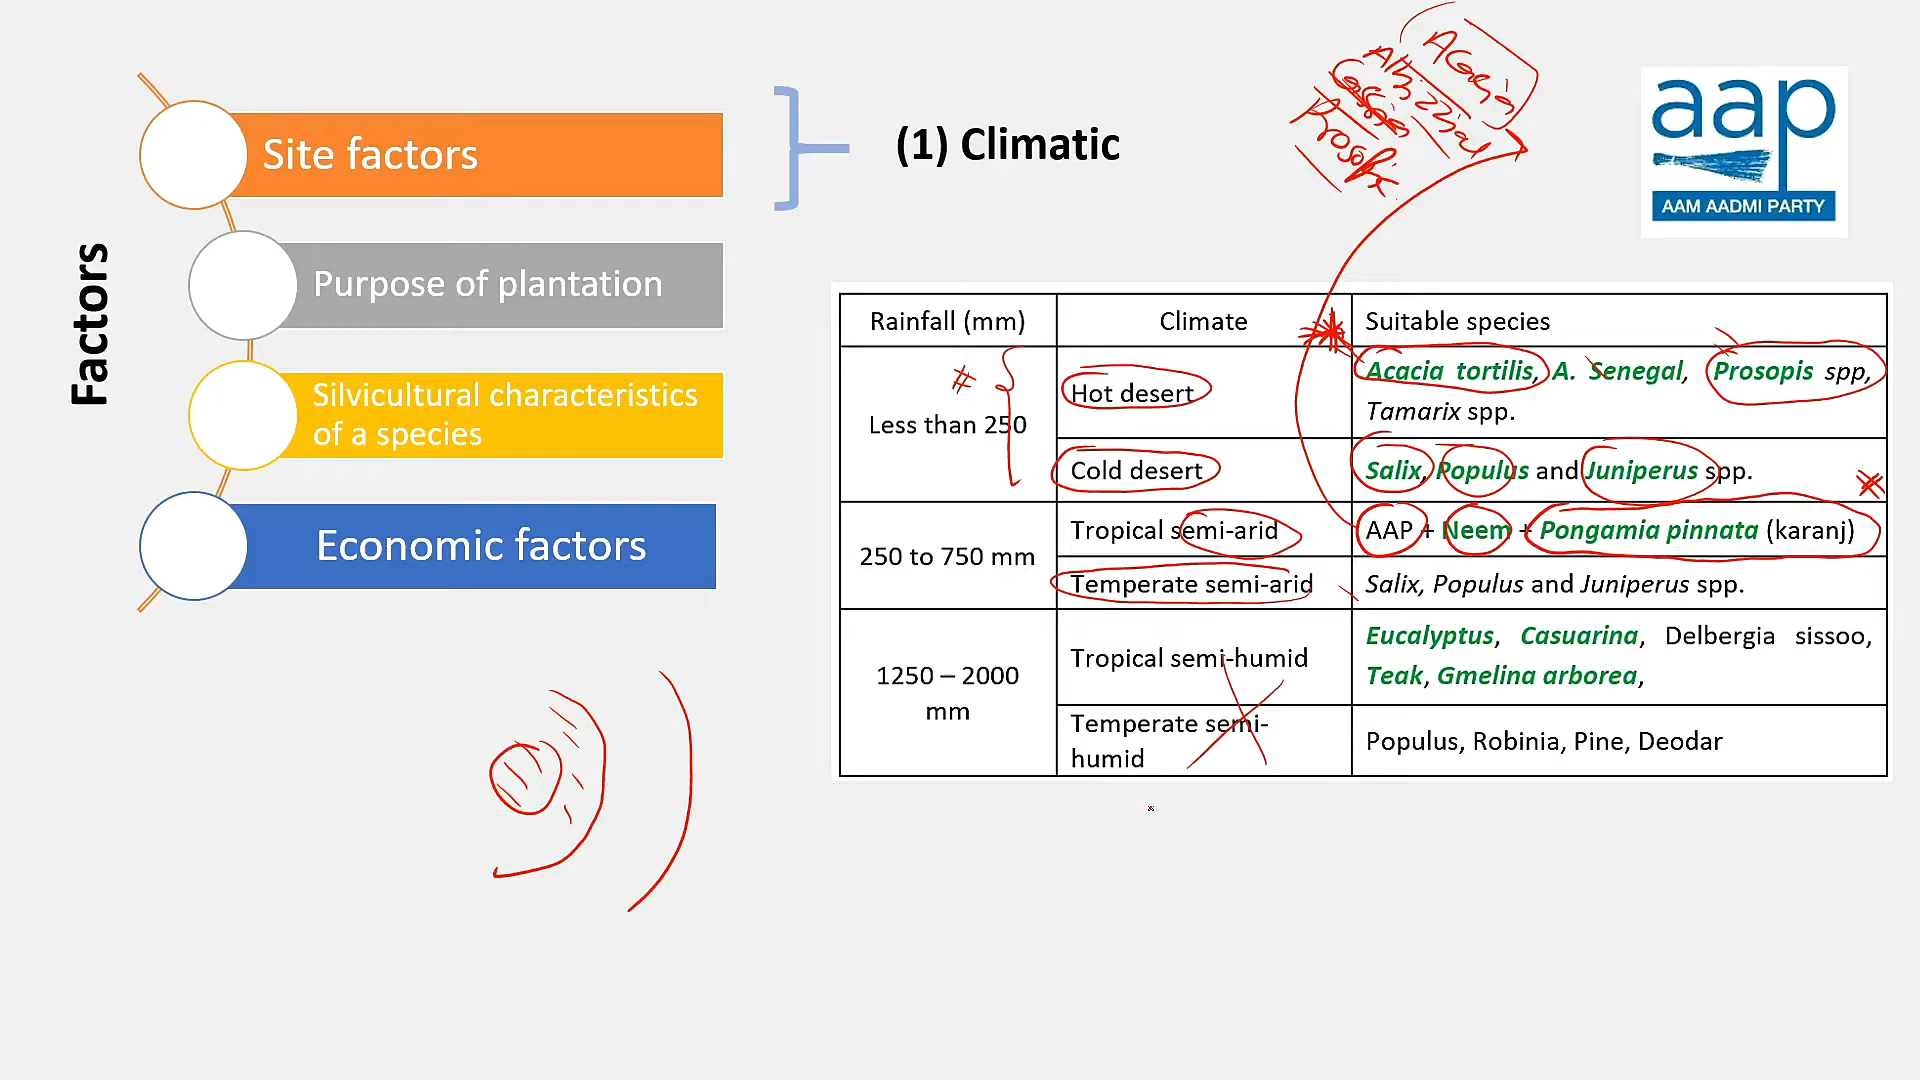 Factors
Site factors
Purpose of plantation
Silvicultural characteristics
of a species
Economic factors
(1) Climatic
Acacia
Albizzia
Prosopis
aap
AAM AADMI PARTY
Rainfall (mm) Climate Suitable species
Less than 250
Hot desert
Acacia tortilis, A. Senegal, Prosopis spp,
Tamarix spp.
Cold desert
Salix, Populus and Juniperus spp.
250 to 750 mm
Tropical semi-arid
AAP + Neem + Pongamia pinnata (karanj)
Temperate semi-arid
Salix, Populus and Juniperus spp.
1250 – 2000
mm
Tropical semi-humid
Eucalyptus, Casuarina, Delbergia sissoo,
Teak, Gmelina arborea,
Temperate semi-
humid
Populus, Robinia, Pine, Deodar